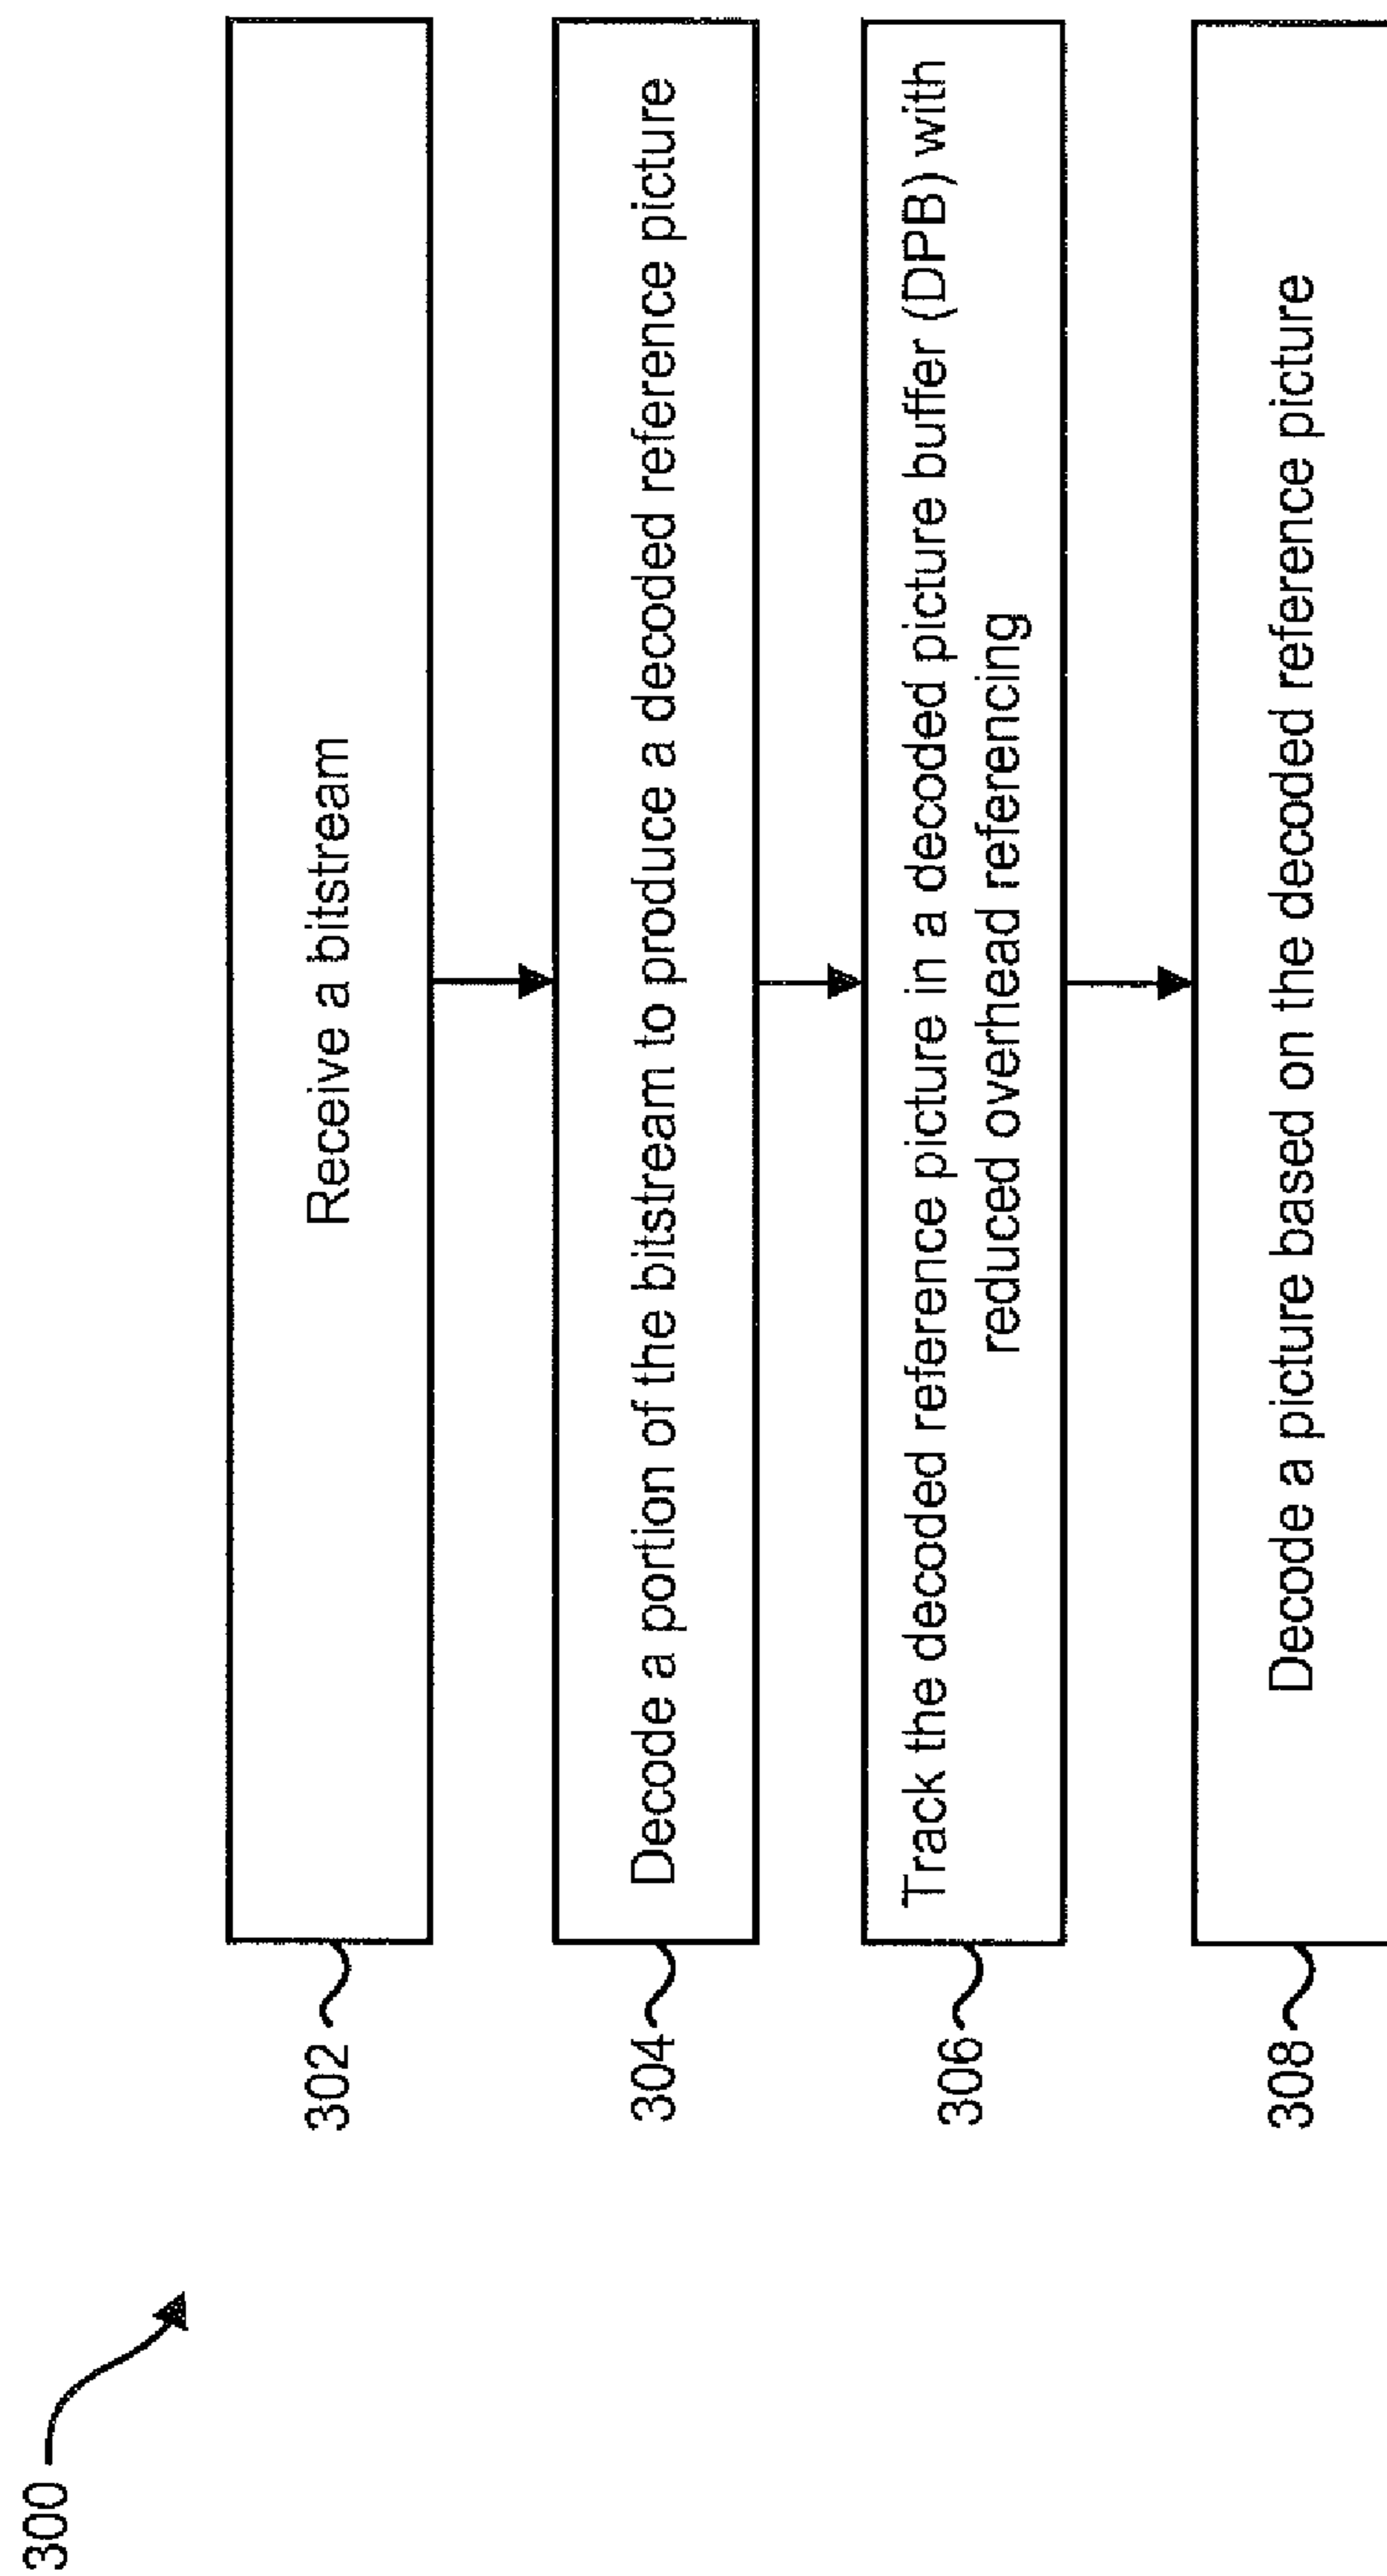 300
302
Receive a bitstream
304
Decode a portion of the bitstream to produce a decoded reference picture
306
Track the decoded reference picture in a decoded picture buffer (DPB) with
reduced overhead referencing
308
Decode a picture based on the decoded reference picture